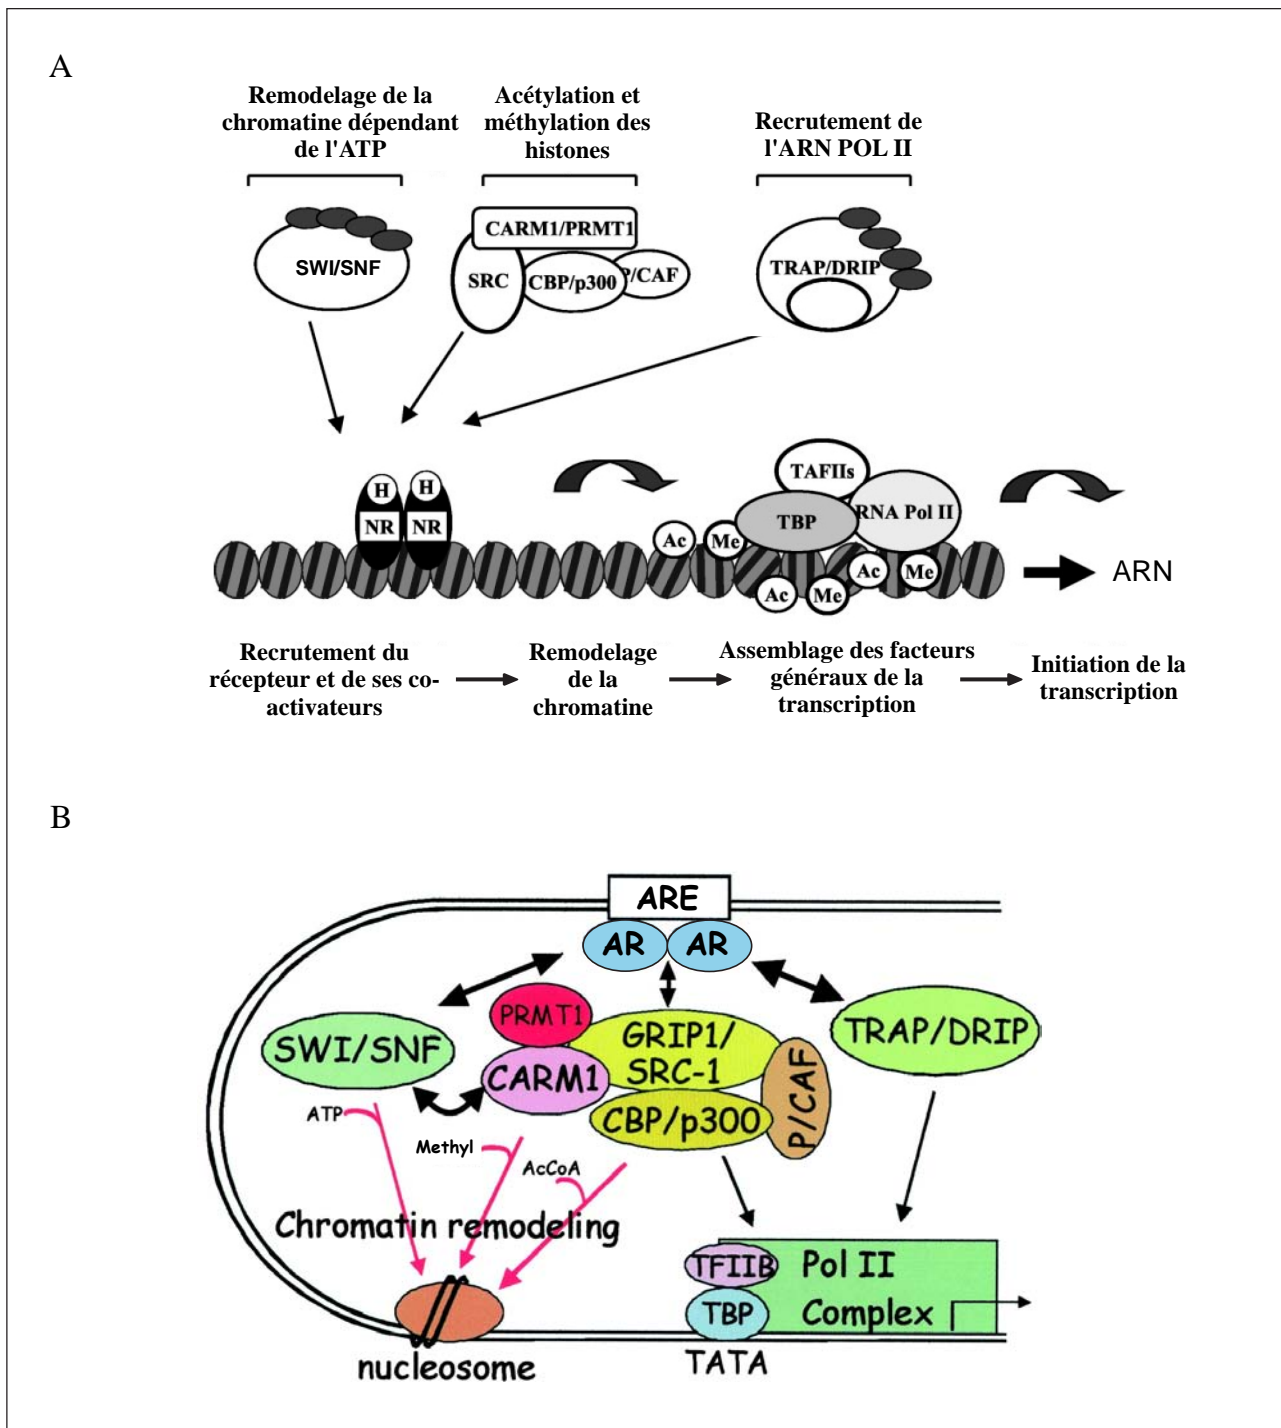 A
Remodelage de la
chromatine dépendant
de l'ATP
Acétylation et
méthylation des
histones
Recrutement de
l'ARN POL II
SWI/SNF
CARM1/PRMT1
SRC
CBP/p300
P/CAF
TRAP/DRIP
H
H
NR
NR
Ac
Me
TAFIIs
TBP
RNA Pol II
Ac
Me
Ac
Me
ARN
Recrutement du
récepteur et de ses co-
activateurs
Remodelage
de la
chromatine
Assemblage des facteurs
généraux de la
transcription
Initiation de la
transcription
B
ARE
AR
AR
SWI/SNF
PRMT1
CARM1
GRIP1/
SRC-1
CBP/p300
P/CAF
TRAP/DRIP
ATP
Methyl
AcCoA
Chromatin remodeling
nucleosome
TFIIB
TBP
TATA
Pol II
Complex